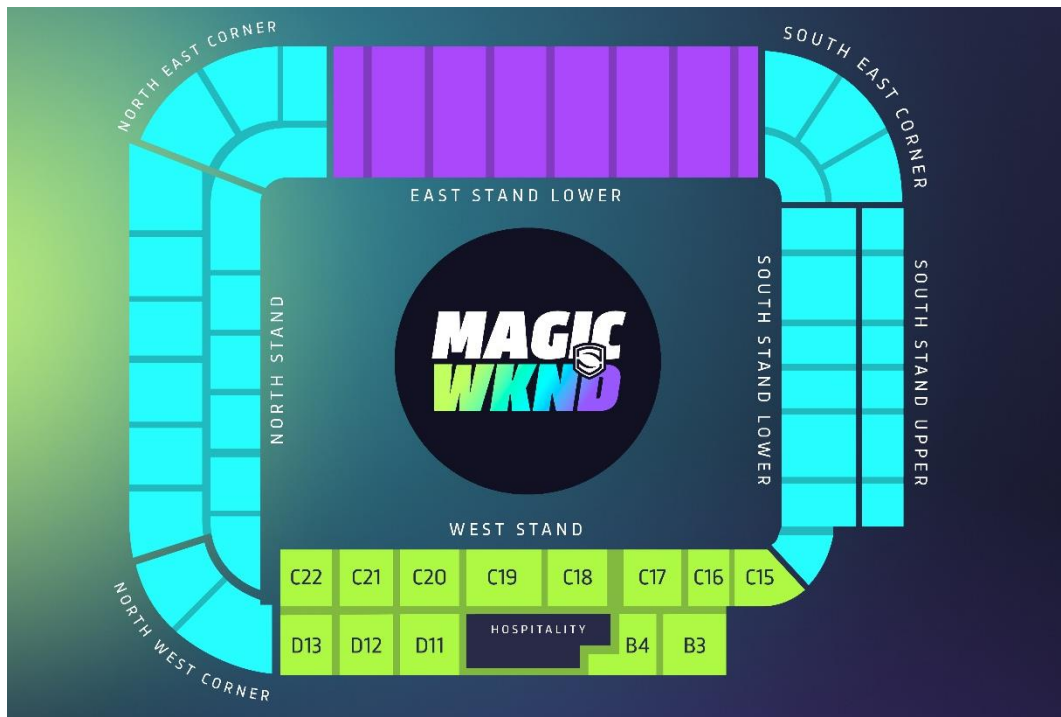 NORTH EAST CORNER
SOUTH EAST CORNER
EAST STAND LOWER
NORTH STAND
MAGIC
WKND
SOUTH STAND LOWER
SOUTH STAND UPPER
WEST STAND
C22 C21 C20 C19 C18 C17 C16 C15
HOSPITALITY
D13 D12 D11 B4 B3
NORTH WEST CORNER